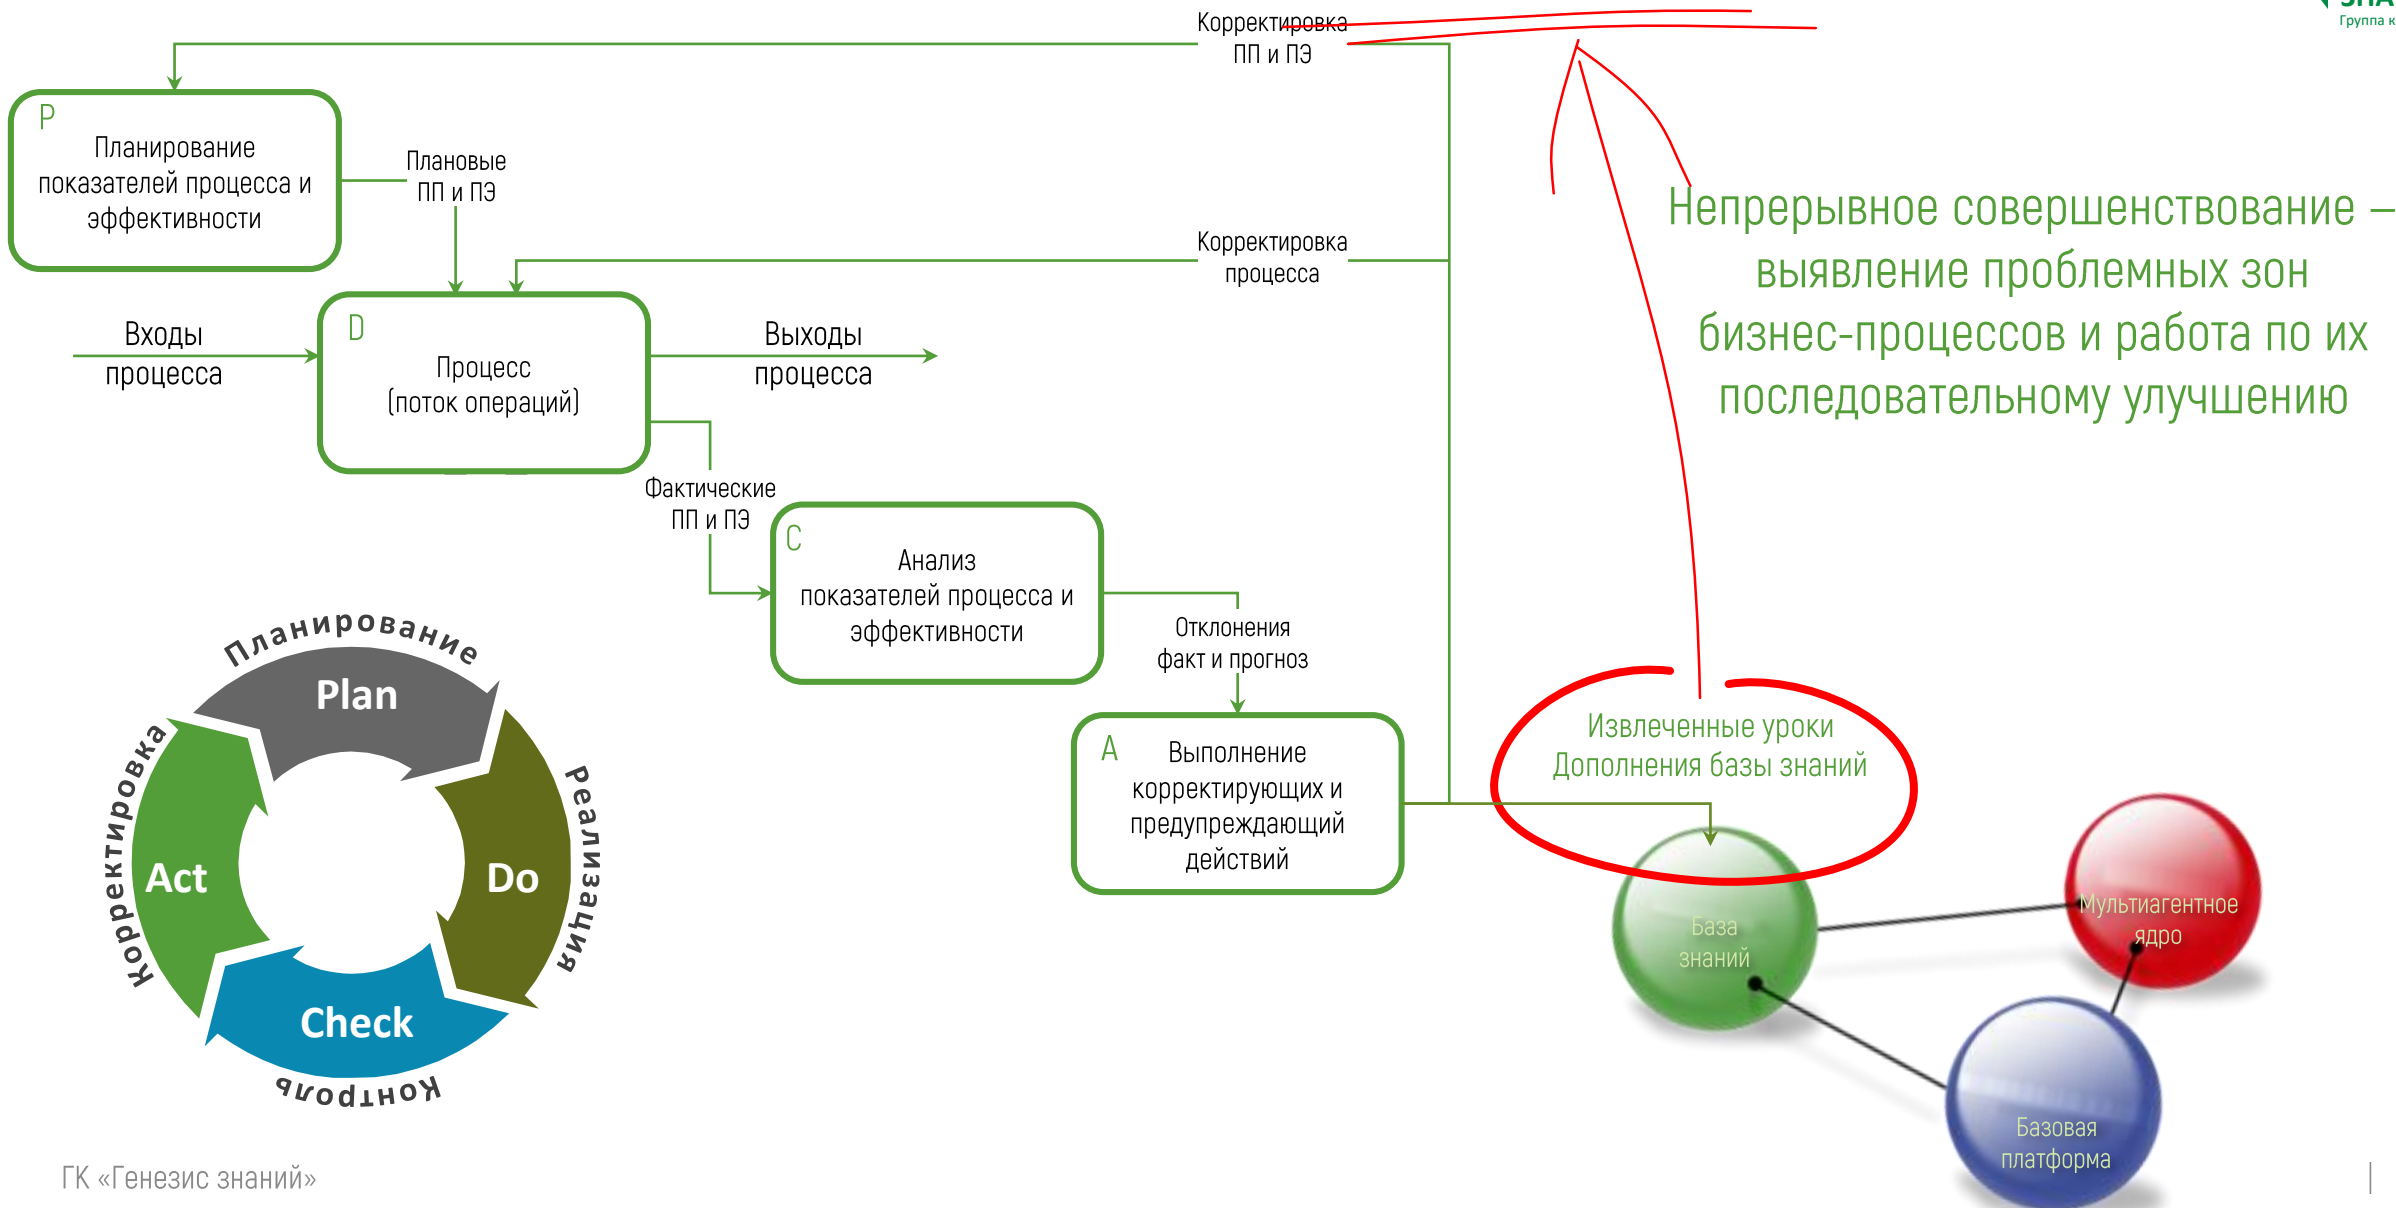 Группа к
Корректировка
ПП и ПЭ
P
Планирование
показателей процесса и
эффективности
Плановые
ПП и ПЭ
Непрерывное совершенствование –
выявление проблемных зон
бизнес-процессов и работа по их
последовательному улучшению
Корректировка
процесса
Входы
процесса
D
Процесс
(поток операций)
Выходы
процесса
Фактические
ПП и ПЭ
C
Анализ
показателей процесса и
эффективности
Отклонения
факт и прогноз
A
Выполнение
корректирующих и
предупреждающий
действий
Извлеченные уроки
Дополнения базы знаний
База
знаний
Мультиагентное
ядро
Базовая
платформа
Планирование
Plan
Реализация
Do
Контроль
Check
Корректировка
Act
ГК «Генезис знаний»